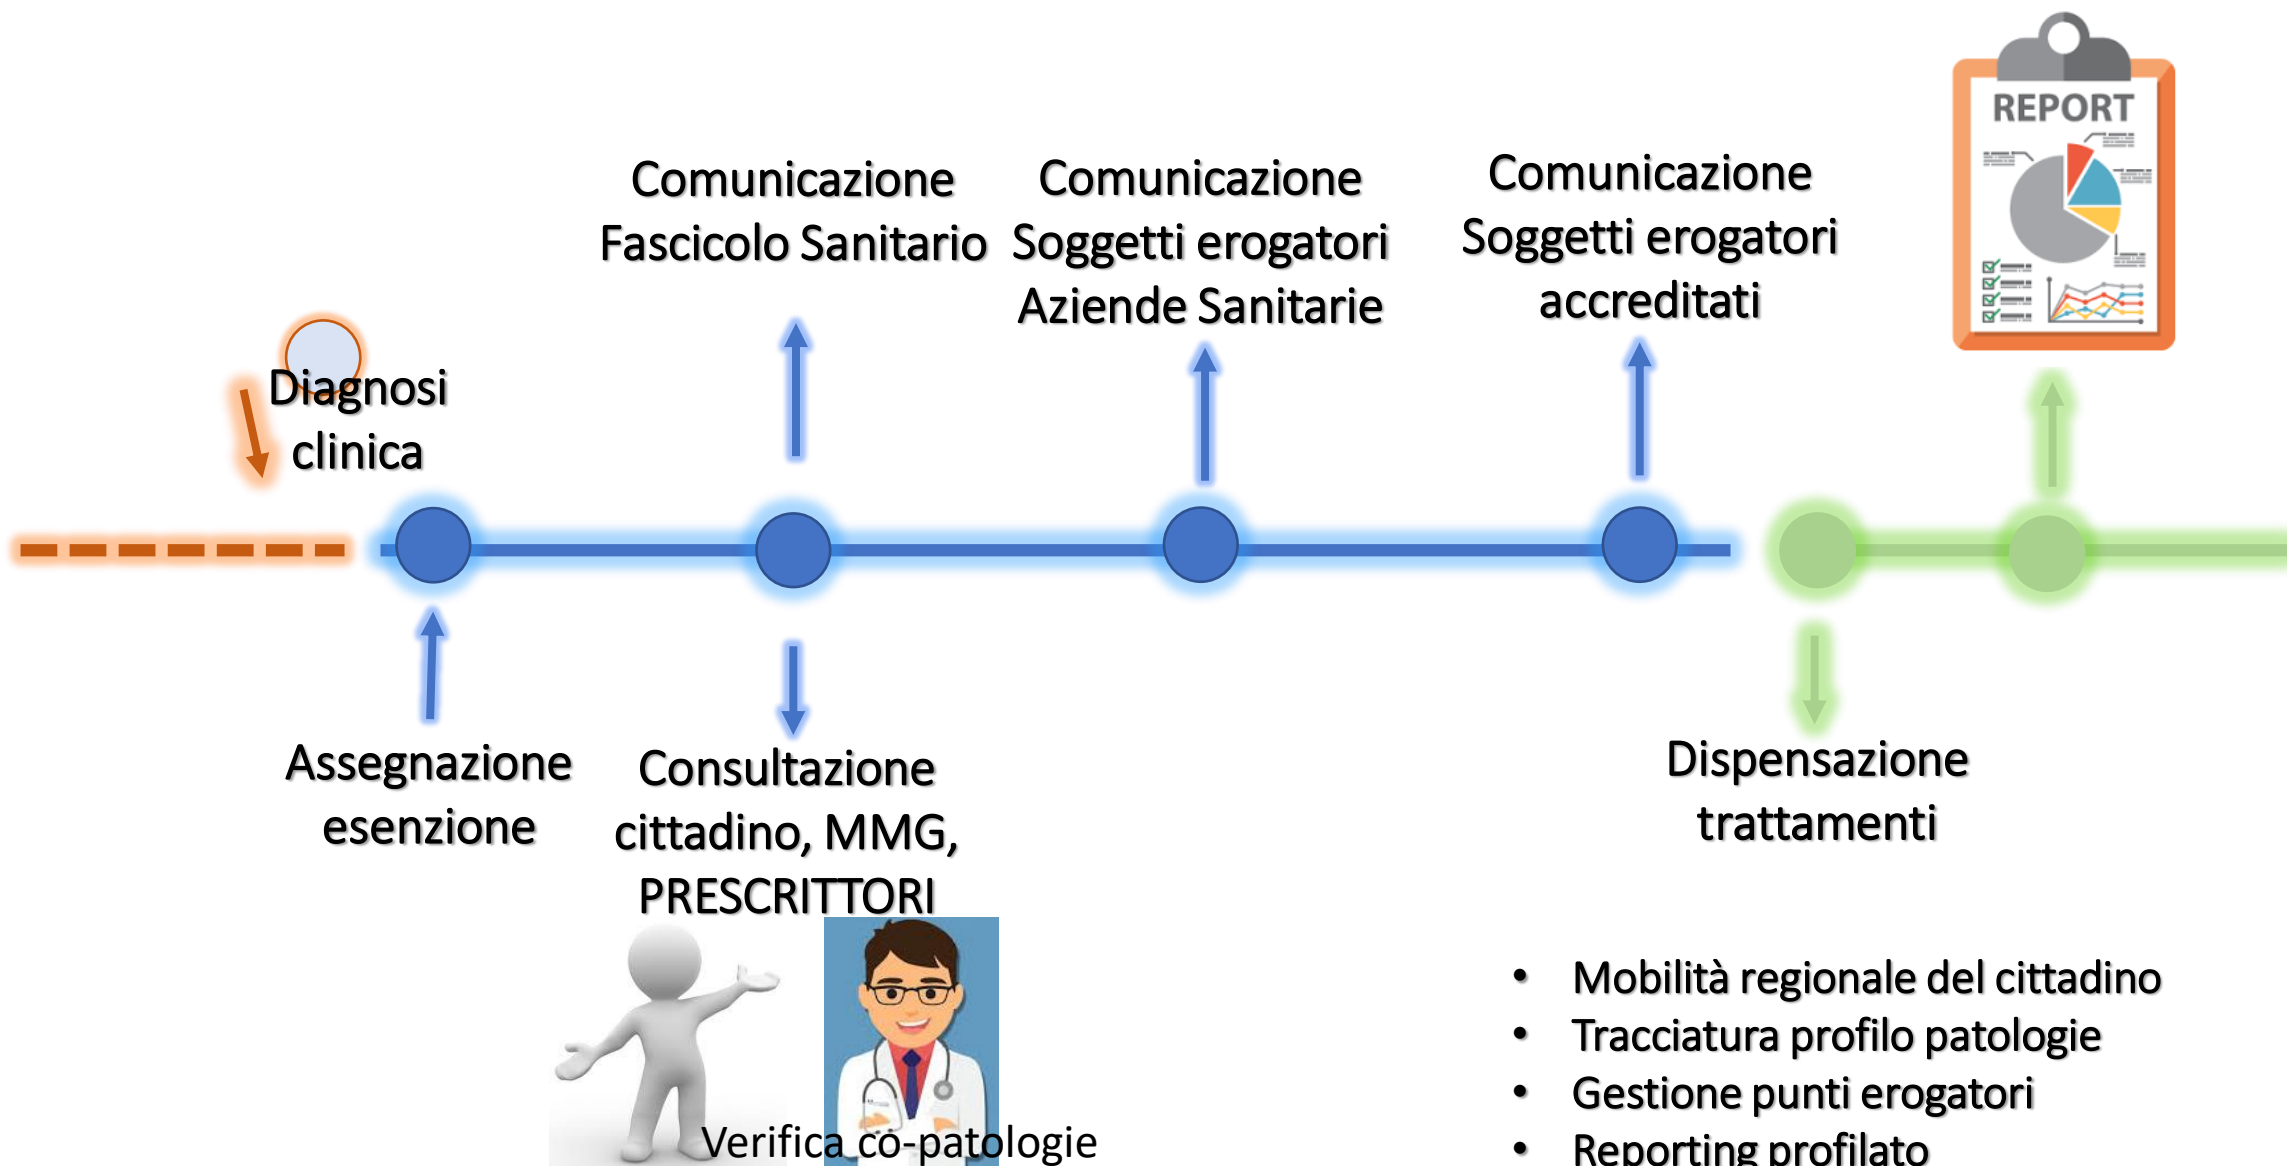 REPORT
Comunicazione
Fascicolo Sanitario
Comunicazione
Soggetti erogatori
Aziende Sanitarie
Comunicazione
Soggetti erogatori
accreditati
Diagnosi
clinica
Assegnazione
esenzione
Consultazione
cittadino, MMG,
PRESCRITTORI
Verifica co-patologie
Dispensazione
trattamenti
• Mobilità regionale del cittadino
• Tracciatura profilo patologie
• Gestione punti erogatori
• Reporting profilato